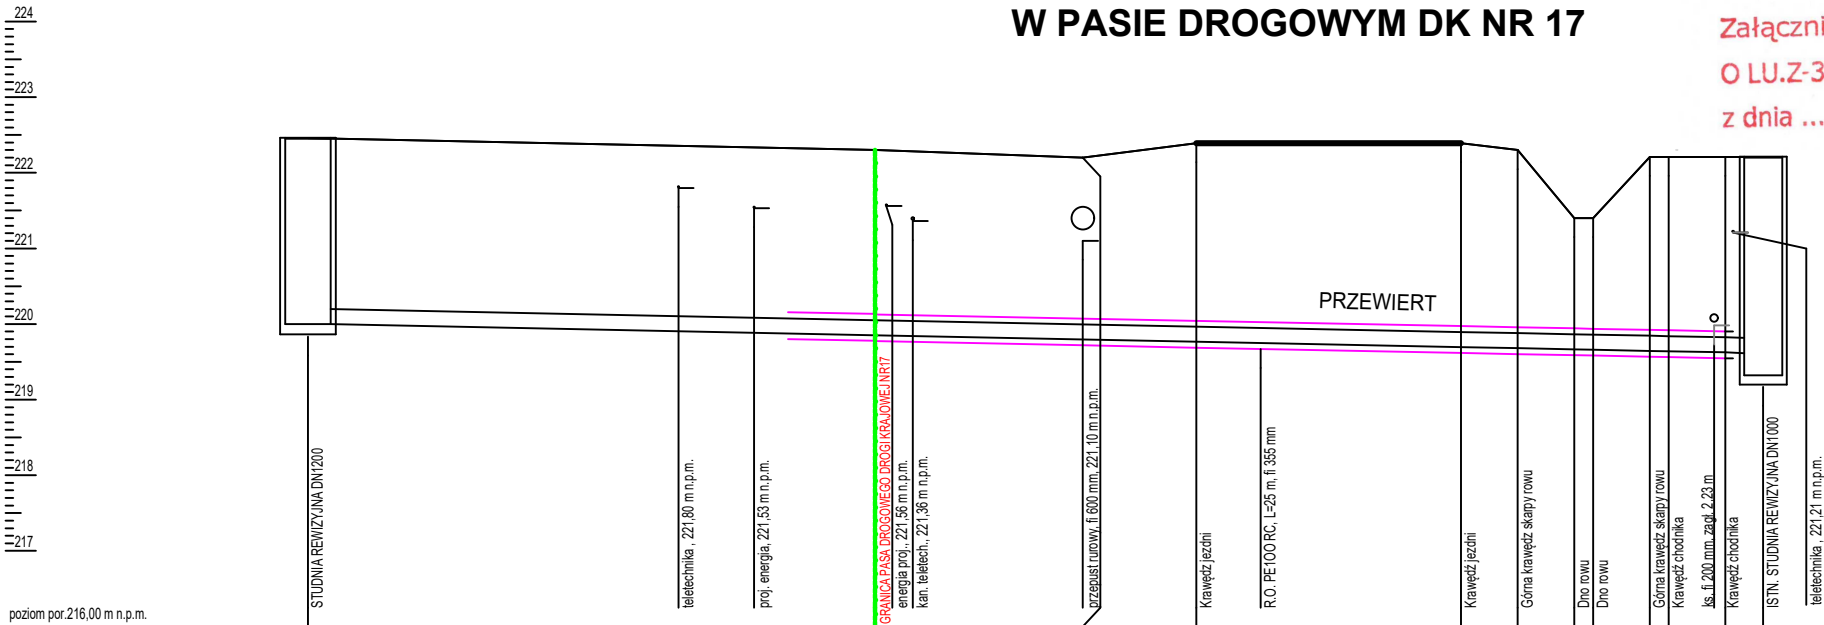 W PASIE DROGOWYM DK NR 17
Załączni
O LU.Z-3
z dnia ...
224
223
222
221
220
219
218
217
poziom por.216,00 m n.p.m.
PRZEWIERT
STUDNIA REWIZYJNA DN1200
teletechnika , 221,80 m n.p.m.
proj. energia, 221,53 m n.p.m.
GRANICA PASA DROGOWEGO DROGI KRAJOWEJ NR17
energia proj., 221,56 m n.p.m.
kan. teletech., 221,36 m n.p.m.
przepust rurowy, fi 600 mm, 221,10 m n.p.m.
Krawędź jezdni
R.O. PE100 RC, L=25 m, fi 355 mm
Krawędź jezdni
Górna krawędz skarpy rowu
Dno rowu
Dno rowu
Górna krawędz skarpy rowu
Krawędź chodnika
ks. fi 200 mm, zagł. 2,23 m
Krawędź chodnika
ISTN. STUDNIA REWIZYJNA DN1000
teletechnika , 221,21 m n.p.m.